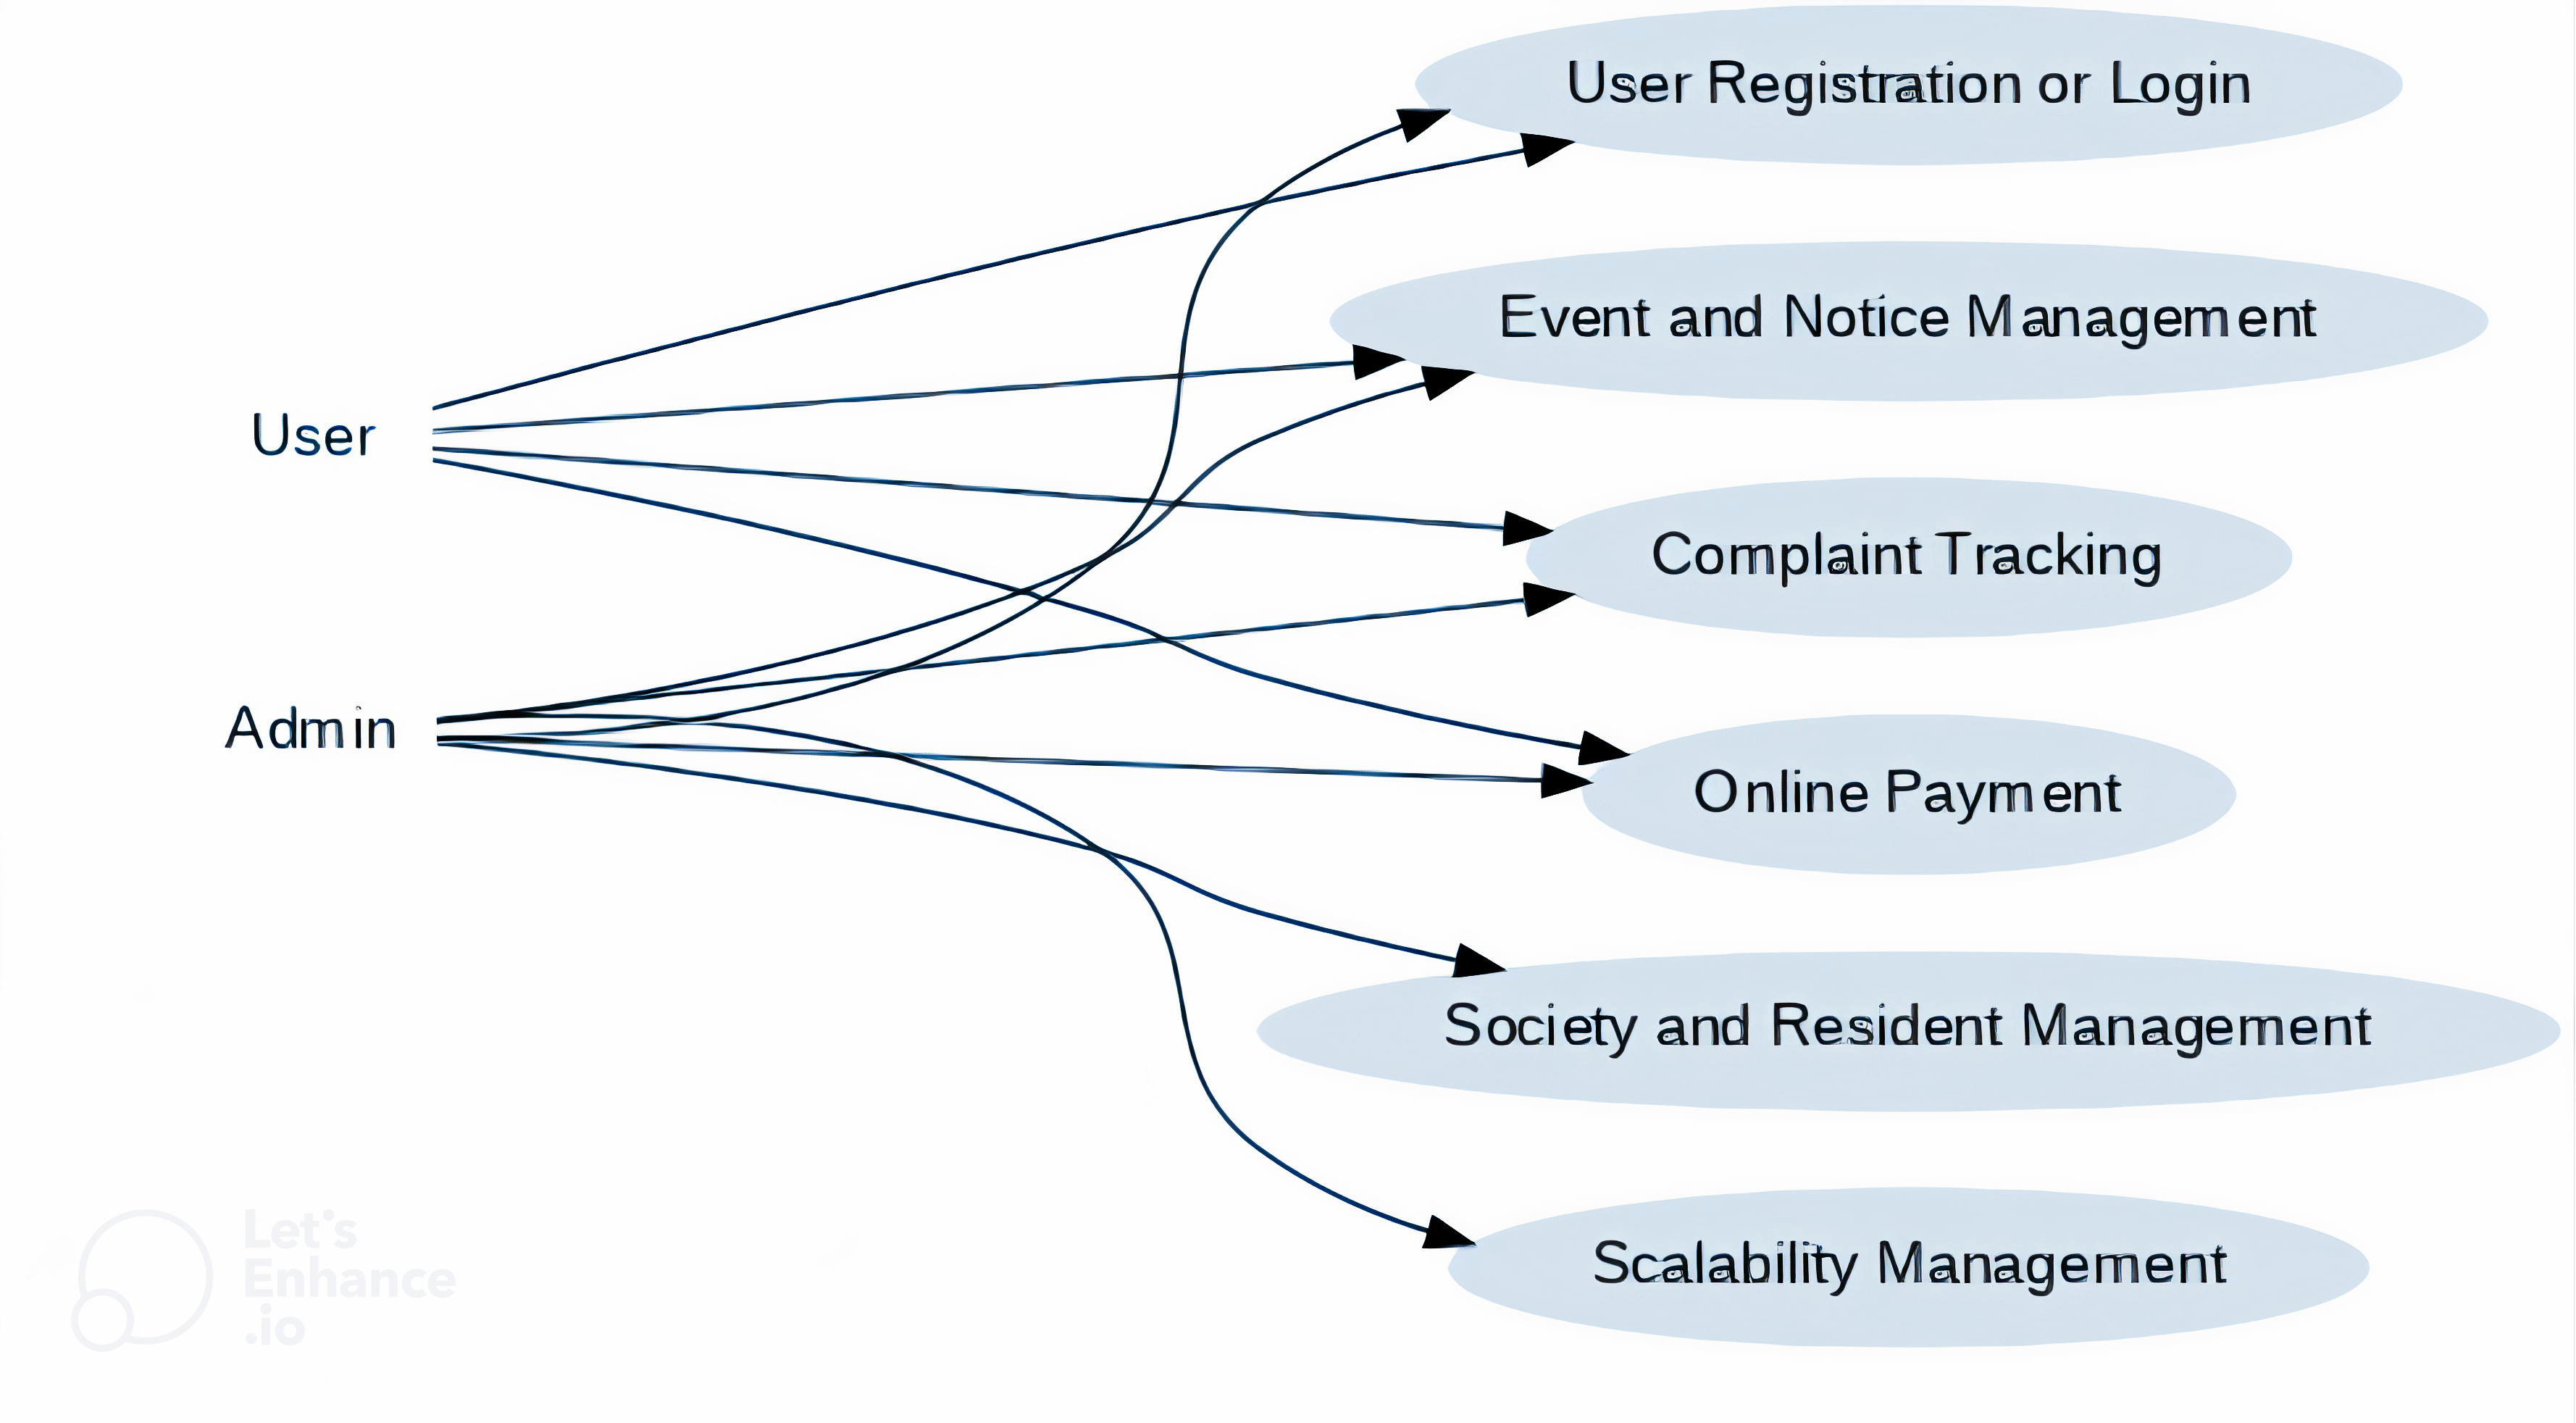 User Registration or Login
Event and Notice Management
User
Complaint Tracking
Admin
Online Payment
Society and Resident Management
Scalability Management
Let's
Enhance
.io